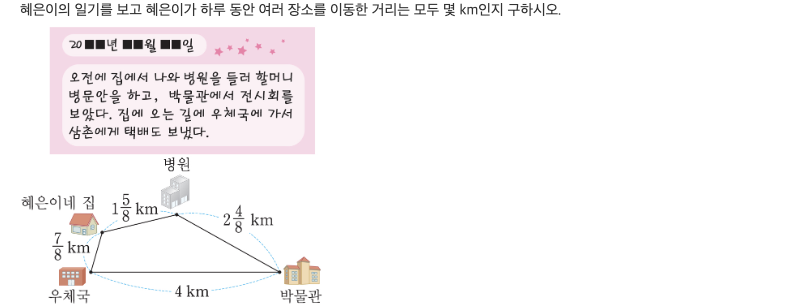 혜은이의 일기를 보고 혜은이가 하루 동안 여러 장소를 이동한 거리는 모두 몇 km인지 구하시오.
20■■년 ■■월 ■■일
오전에 집에서 나와 병원을 들러 할머니
병문안을 하고, 박물관에서 전시회를
보았다. 집에 오는 길에 우체국에 가서
삼촌에게 택배도 보냈다.
병원
혜은이네 집
1 5/8 km
2 4/8 km
7/8 km
4 km
우체국
박물관